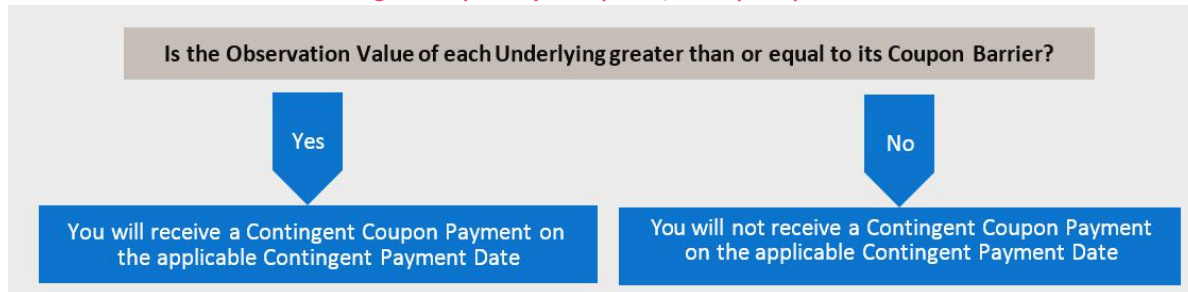 Is the Observation Value of each Underlying greater than or equal to its Coupon Barrier?
Yes
No
You will receive a Contingent Coupon Payment on
the applicable Contingent Payment Date
You will not receive a Contingent Coupon Payment
on the applicable Contingent Payment Date